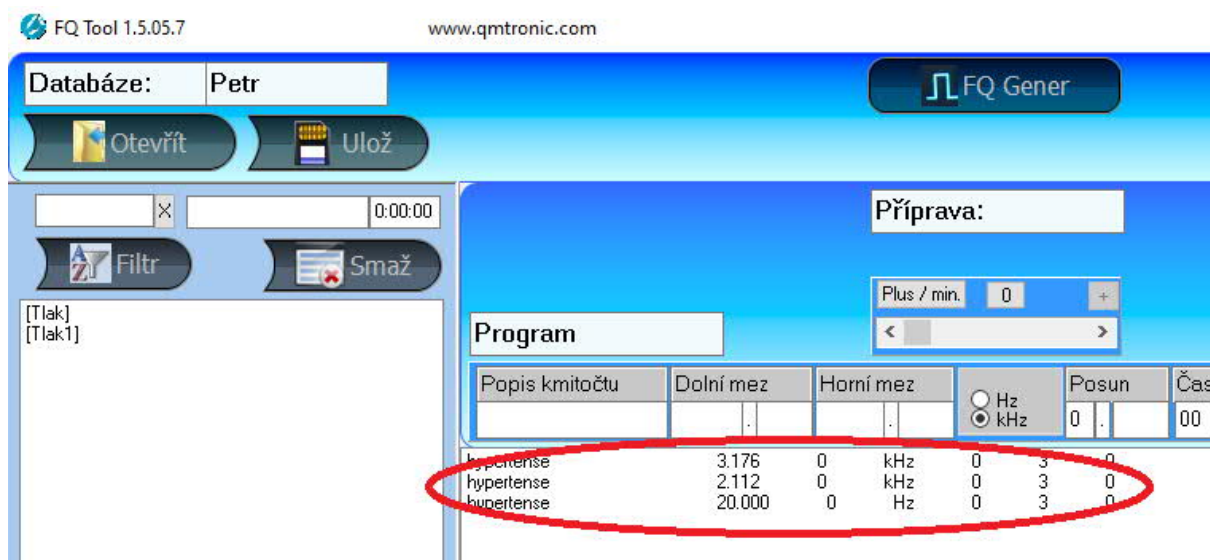 FQ Tool 1.5.05.7 www.qmtronic.com
Databáze: Petr
FQ Gener
Otevřít Ulož
X 0:00:00
Příprava:
Filtr Smaž
Plus / min. 0 +
[Tlak]
[Tlak1]
Program
< >
Popis kmitočtu Dolní mez Horní mez Hz kHz Posun Čas
. . 0 . 00
hypertense 3.176 0 kHz 0 3 0
hypertense 2.112 0 kHz 0 3 0
hypertense 20.000 0 Hz 0 3 0